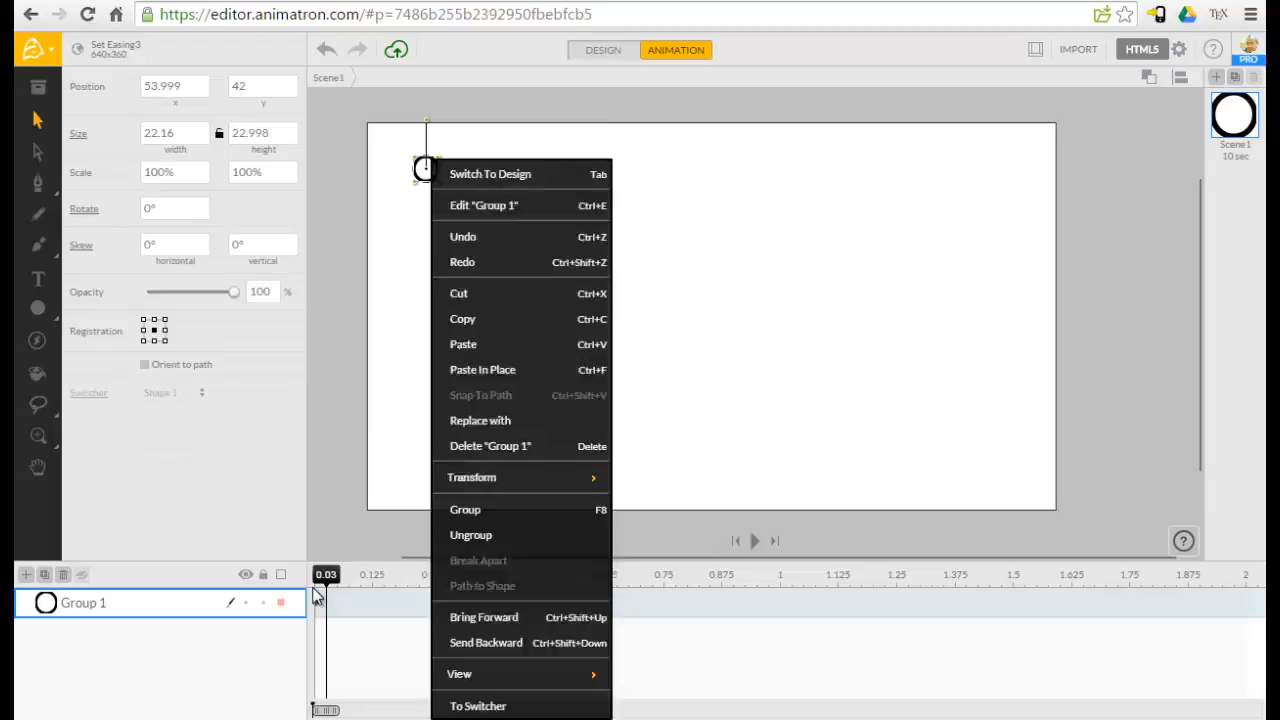 https://editor.animatron.com/#p=7486b255b2392950fbebfcb5
TEX
Set Easing3
640x360
DESIGN ANIMATION
IMPORT HTML5
PRO
Scene1
Position 53.999 42
x y
Size 22.16 22.998
width height
Scale 100% 100%
Rotate 0°
Skew 0° 0°
horizontal vertical
Opacity 100 %
Registration
Orient to path
Switcher Shape 1
T
Scene1
10 sec
Switch To Design Tab
Edit "Group 1" Ctrl+E
Undo Ctrl+Z
Redo Ctrl+Shift+Z
Cut Ctrl+X
Copy Ctrl+C
Paste Ctrl+V
Paste In Place Ctrl+F
Snap To Path Ctrl+Shift+V
Replace with
Delete "Group 1" Delete
Transform
Group F8
Ungroup
Break Apart
Path to Shape
Bring Forward Ctrl+Shift+Up
Send Backward Ctrl+Shift+Down
View
To Switcher
0.03 0.125 0.75 0.875 1 1.125 1.25 1.375 1.5 1.625 1.75 1.875 2
Group 1